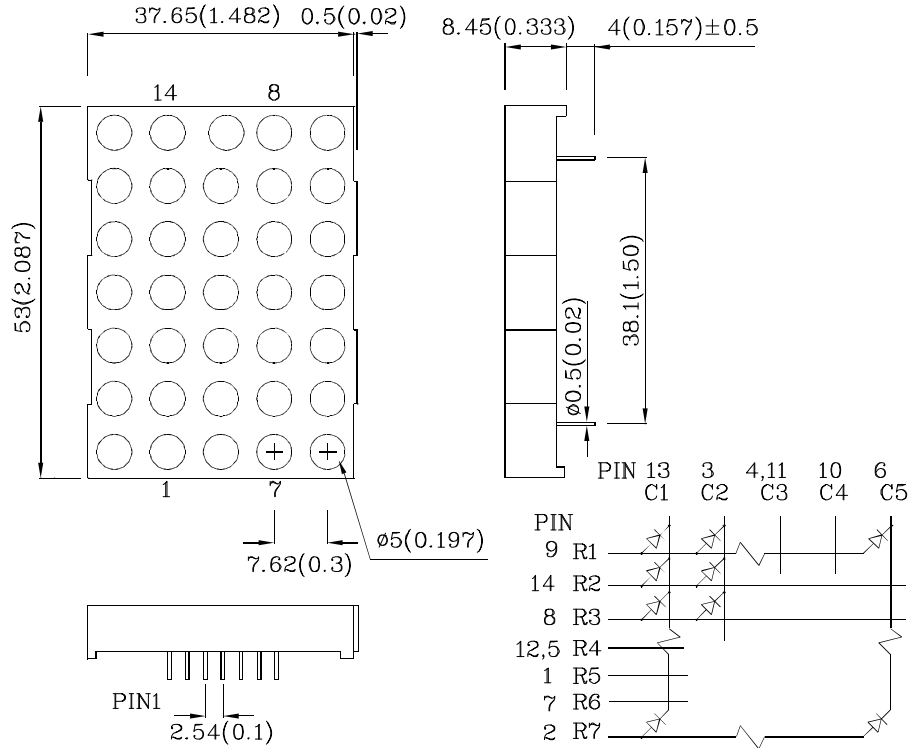 37.65(1.482)
0.5(0.02)
8.45(0.333)
4(0.157)±0.5
14
8
53(2.087)
38.1(1.50)
ø0.5(0.02)
1
7
ø5(0.197)
7.62(0.3)
PIN1
2.54(0.1)
PIN 13 3 4,11 10 6
C1 C2 C3 C4 C5
PIN
9 R1
14 R2
8 R3
12,5 R4
1 R5
7 R6
2 R7